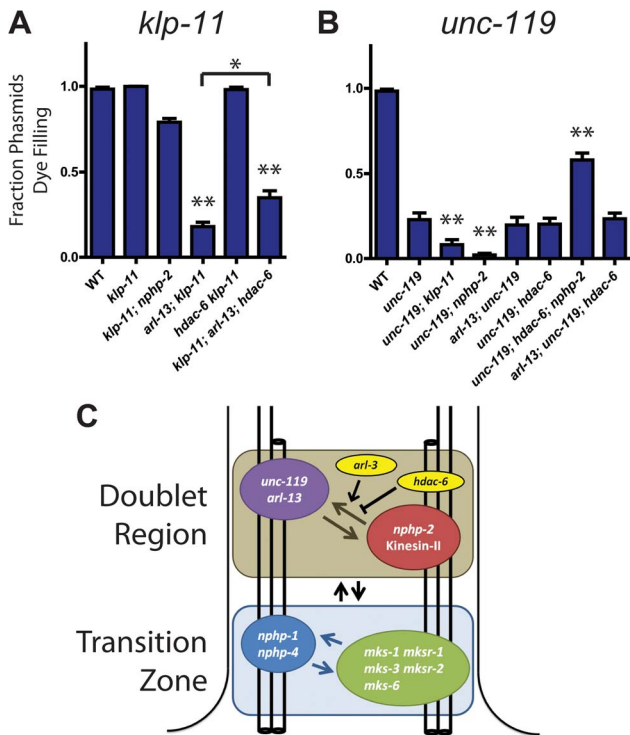 A
klp-11
Fraction Phasmids
Dye Filling
1.0
0.5
0.0
*
**
**
WT
klp-11
klp-11; nphp-2
arl-13; klp-11
hdac-6 klp-11
klp-11; arl-13; hdac-6
B
unc-119
1.0
0.5
0.0
**
**
**
WT
unc-119
unc-119; klp-11
unc-119; nphp-2
arl-13; unc-119
unc-119; hdac-6
unc-119; hdac-6; nphp-2
arl-13; unc-119; hdac-6
C
Doublet
Region
unc-119
arl-13
arl-3
hdac-6
nphp-2
Kinesin-II
Transition
Zone
nphp-1
nphp-4
mks-1 mksr-1
mks-3 mksr-2
mks-6